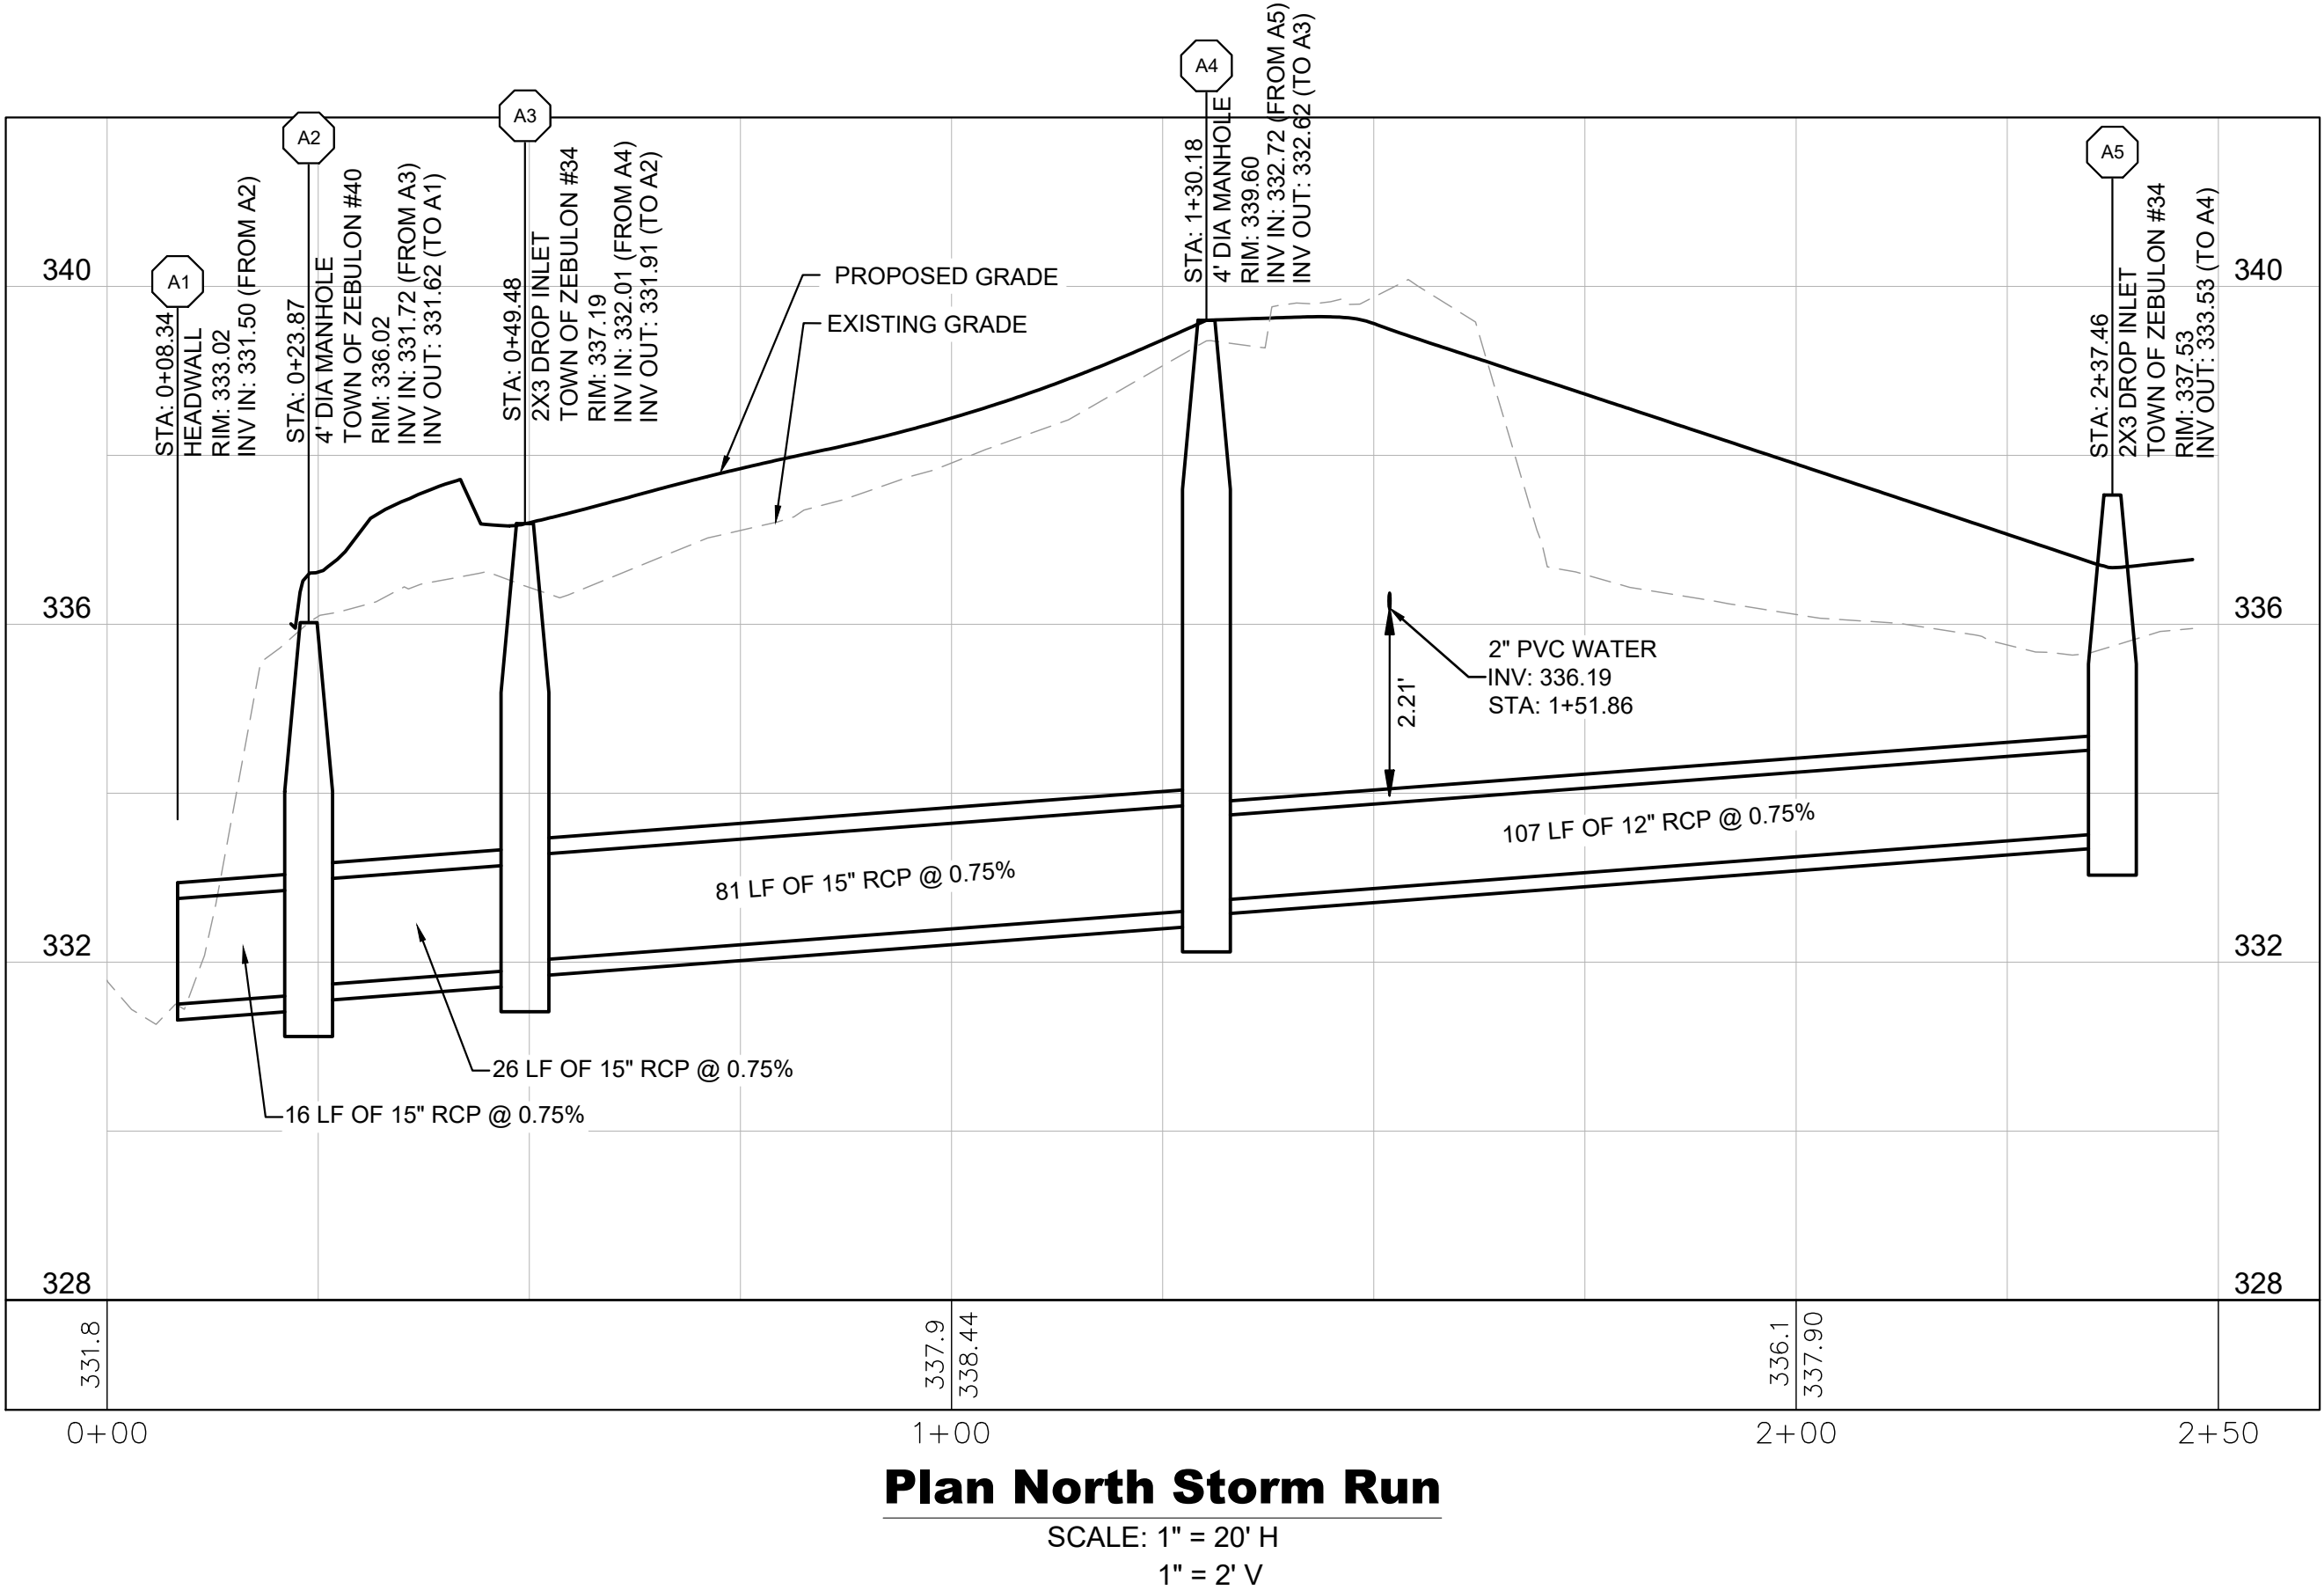 A1
STA: 0+08.34
HEADWALL
RIM: 333.02
INV IN: 331.50 (FROM A2)
A2
STA: 0+23.87
4' DIA MANHOLE
TOWN OF ZEBULON #40
RIM: 336.02
INV IN: 331.72 (FROM A3)
INV OUT: 331.62 (TO A1)
A3
STA: 0+49.48
2X3 DROP INLET
TOWN OF ZEBULON #34
RIM: 337.19
INV IN: 332.01 (FROM A4)
INV OUT: 331.91 (TO A2)
A4
STA: 1+30.18
4' DIA MANHOLE
RIM: 339.60
INV IN: 332.72 (FROM A5)
INV OUT: 332.62 (TO A3)
A5
STA: 2+37.46
2X3 DROP INLET
TOWN OF ZEBULON #34
RIM: 337.53
INV OUT: 333.53 (TO A4)
340
340
PROPOSED GRADE
EXISTING GRADE
336
336
2" PVC WATER
INV: 336.19
STA: 1+51.86
2.21'
107 LF OF 12" RCP @ 0.75%
81 LF OF 15" RCP @ 0.75%
332
332
26 LF OF 15" RCP @ 0.75%
16 LF OF 15" RCP @ 0.75%
328
328
331.8
337.9
338.44
336.1
337.90
0+00
1+00
2+00
2+50
Plan North Storm Run
SCALE: 1" = 20' H
1" = 2' V